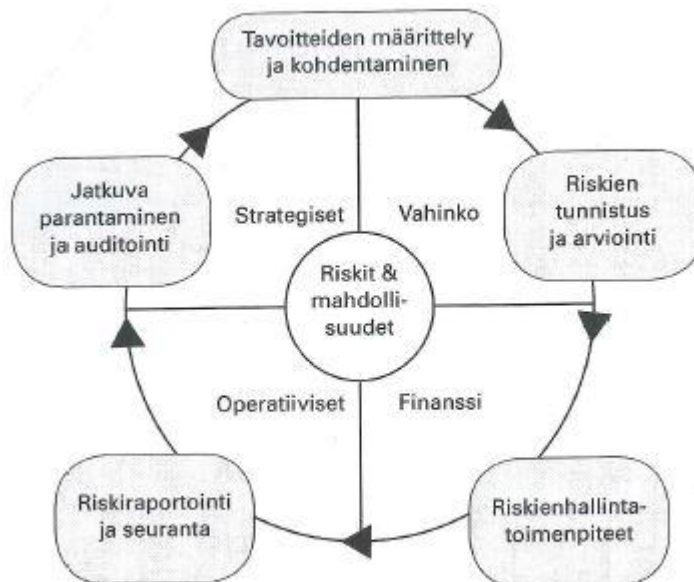 Tavoitteiden määrittely
ja kohdentaminen
Jatkuva
parantaminen
ja auditointi
Strategiset
Vahinko
Riskien
tunnistus
ja arviointi
Riskit &
mahdolli-
suudet
Operatiiviset
Finanssi
Riskiraportointi
ja seuranta
Riskienhallinta-
toimenpiteet